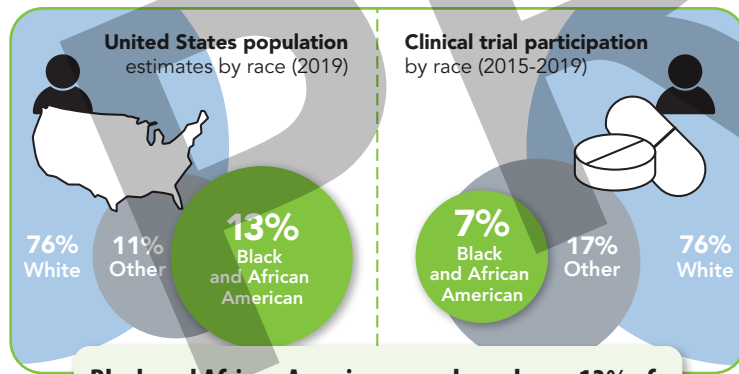 United States population
estimates by race (2019)
76%
White
11%
Other
13%
Black
and African
American
Clinical trial participation
by race (2015-2019)
7%
Black
and African
American
17%
Other
76%
White